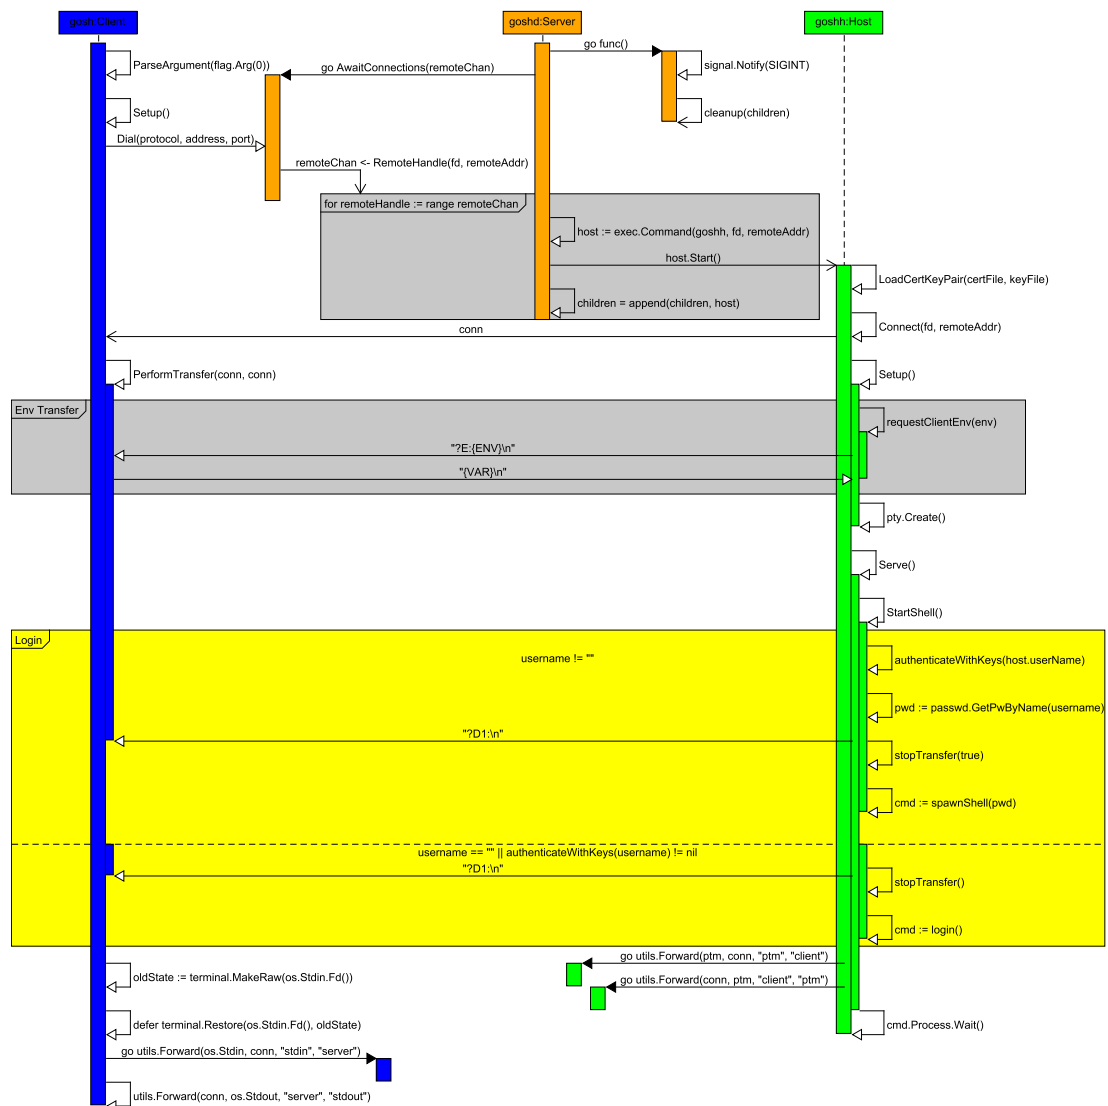 gosh:Client
goshd:Server
goshh:Host
go func()
ParseArgument(flag.Arg(0))
go AwaitConnections(remoteChan)
signal.Notify(SIGINT)
Setup()
cleanup(children)
Dial(protocol, address, port)
remoteChan <- RemoteHandle(fd, remoteAddr)
for remoteHandle := range remoteChan
host := exec.Command(goshh, fd, remoteAddr)
host.Start()
LoadCertKeyPair(certFile, keyFile)
children = append(children, host)
conn
Connect(fd, remoteAddr)
PerformTransfer(conn, conn)
Setup()
Env Transfer
requestClientEnv(env)
"?E:{ENV}\n"
"{VAR}\n"
pty.Create()
Serve()
StartShell()
Login
username != ""
authenticateWithKeys(host.userName)
pwd := passwd.GetPwByName(username)
"?D1:\n"
stopTransfer(true)
cmd := spawnShell(pwd)
username == "" || authenticateWithKeys(username) != nil
"?D1:\n"
stopTransfer()
cmd := login()
go utils.Forward(ptm, conn, "ptm", "client")
oldState := terminal.MakeRaw(os.Stdin.Fd())
go utils.Forward(conn, ptm, "client", "ptm")
defer terminal.Restore(os.Stdin.Fd(), oldState)
cmd.Process.Wait()
go utils.Forward(os.Stdin, conn, "stdin", "server")
utils.Forward(conn, os.Stdout, "server", "stdout")